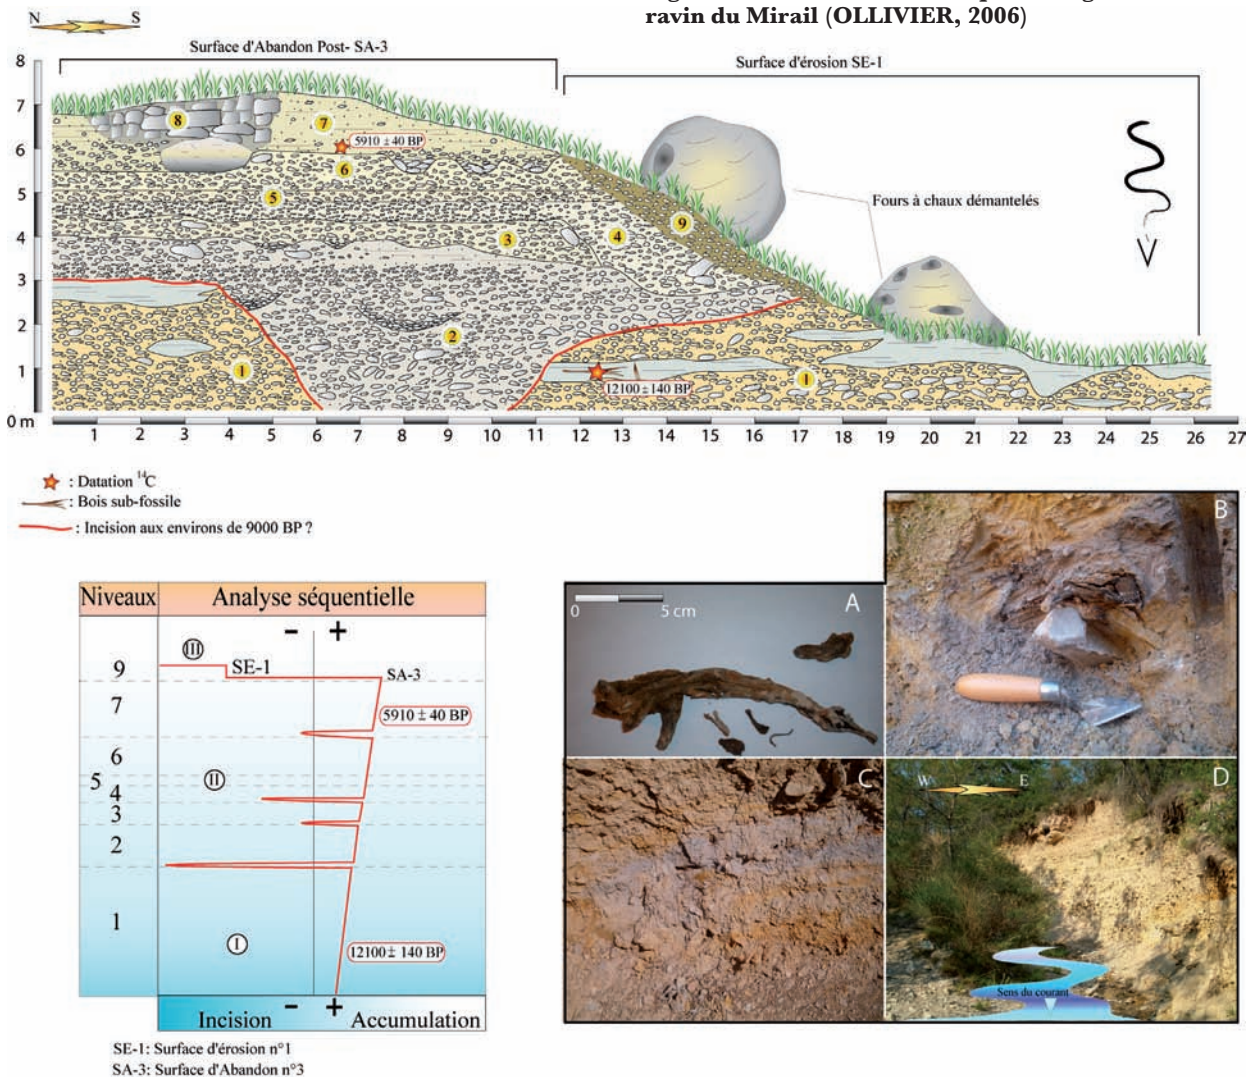 ravin du Mirail (OLLIVIER, 2006)
N S
Surface d'Abandon Post- SA-3
Surface d'érosion SE-1
8
7
6
5
4
3
2
1
0 m
8
7
5910 ± 40 BP
6
5
9
4
3
2
1
1
12100 ± 140 BP
Fours à chaux démantelés
1 2 3 4 5 6 7 8 9 10 11 12 13 14 15 16 17 18 19 20 21 22 23 24 25 26 27
: Datation 14C
: Bois sub-fossile
: Incision aux environs de 9000 BP ?
Niveaux Analyse séquentielle
- +
III
9 SE-1 SA-3
7 5910 ± 40 BP
6
5 II
4
3
2
1
I 12100 ± 140 BP
- +
Incision Accumulation
SE-1: Surface d'érosion n°1
SA-3: Surface d'Abandon n°3
A
0 5 cm
B
C
D
W E
Sens du courant